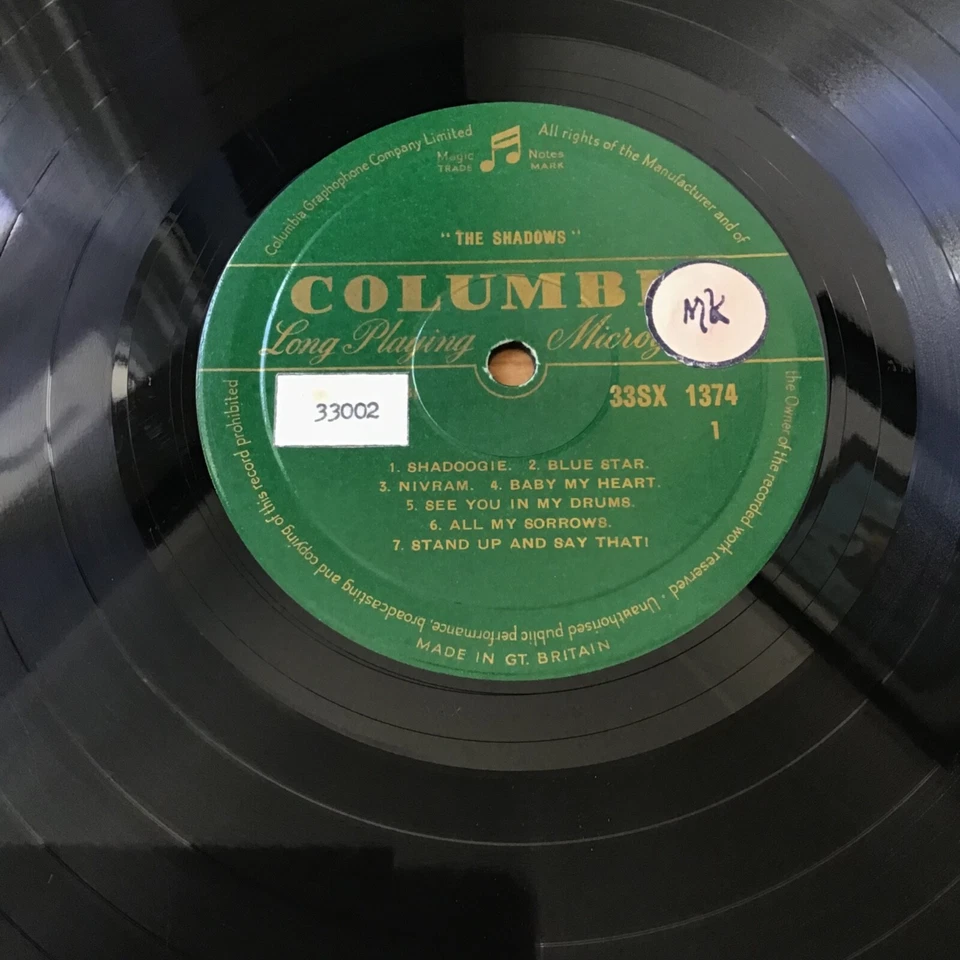 Columbia Graphophone Company Limited
All rights of the Manufacturer and of
the Owner of the recorded work reserved · Unauthorised public performance, broadcasting and copying of this record prohibited
Magic Notes
TRADE MARK
"THE SHADOWS"
COLUMBI
MK
Long Playing
33002
33SX 1374
1
1. SHADOOGIE. 2. BLUE STAR.
3. NIVRAM. 4. BABY MY HEART.
5. SEE YOU IN MY DRUMS.
6. ALL MY SORROWS.
7. STAND UP AND SAY THAT!
MADE IN GT. BRITAIN